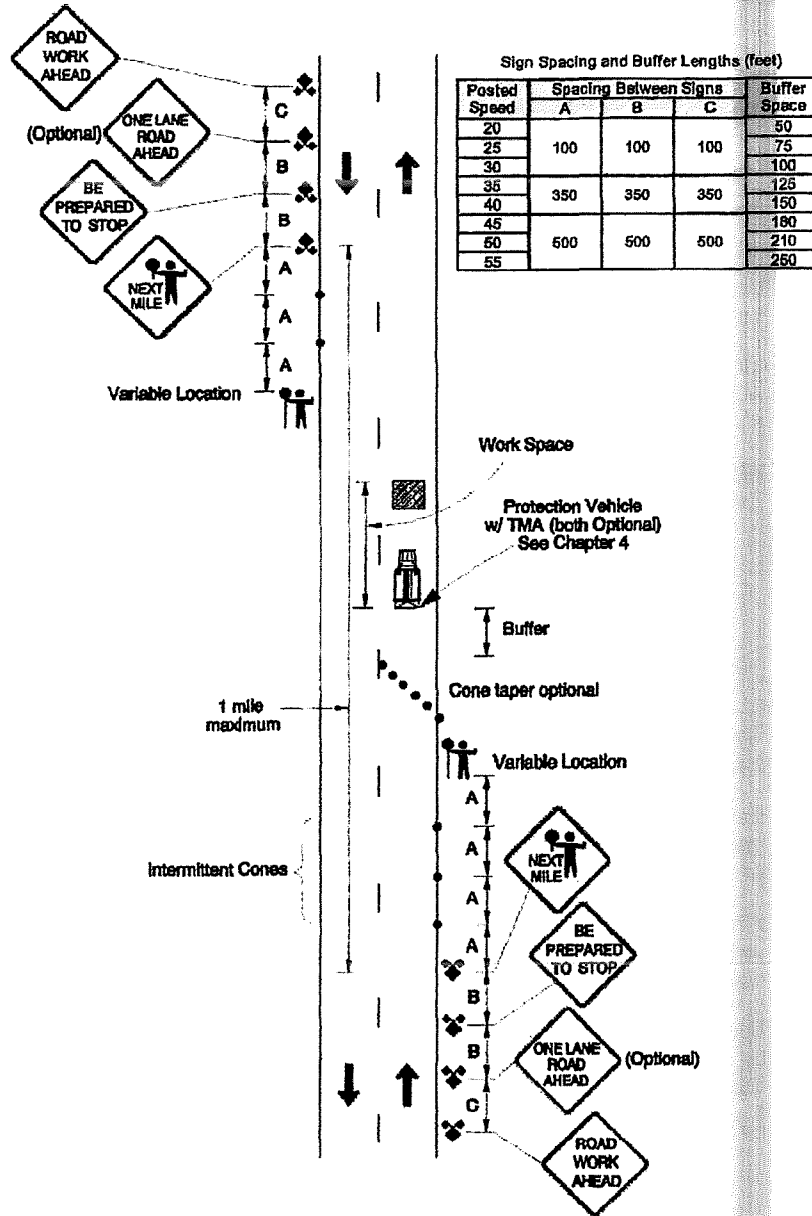 Sign Spacing and Buffer Lengths (feet)
Posted Speed
Spacing Between Signs
Buffer Space
A B C
20 50
25 100 100 100 75
30 100
35 350 350 350 125
40 150
45 180
50 500 500 500 210
55 250
ROAD
WORK
AHEAD
C
(Optional)
ONE LANE
ROAD
AHEAD
B
BE
PREPARED
TO STOP
B
NEXT
MILE
A
A
A
Variable Location
Work Space
Protection Vehicle
w/ TMA (both Optional)
See Chapter 4
Buffer
Cone taper optional
1 mile
maximum
Variable Location
A
A
Intermittent Cones
A
A
NEXT
MILE
B
BE
PREPARED
TO STOP
B
ONE LANE
ROAD
AHEAD
(Optional)
C
ROAD
WORK
AHEAD